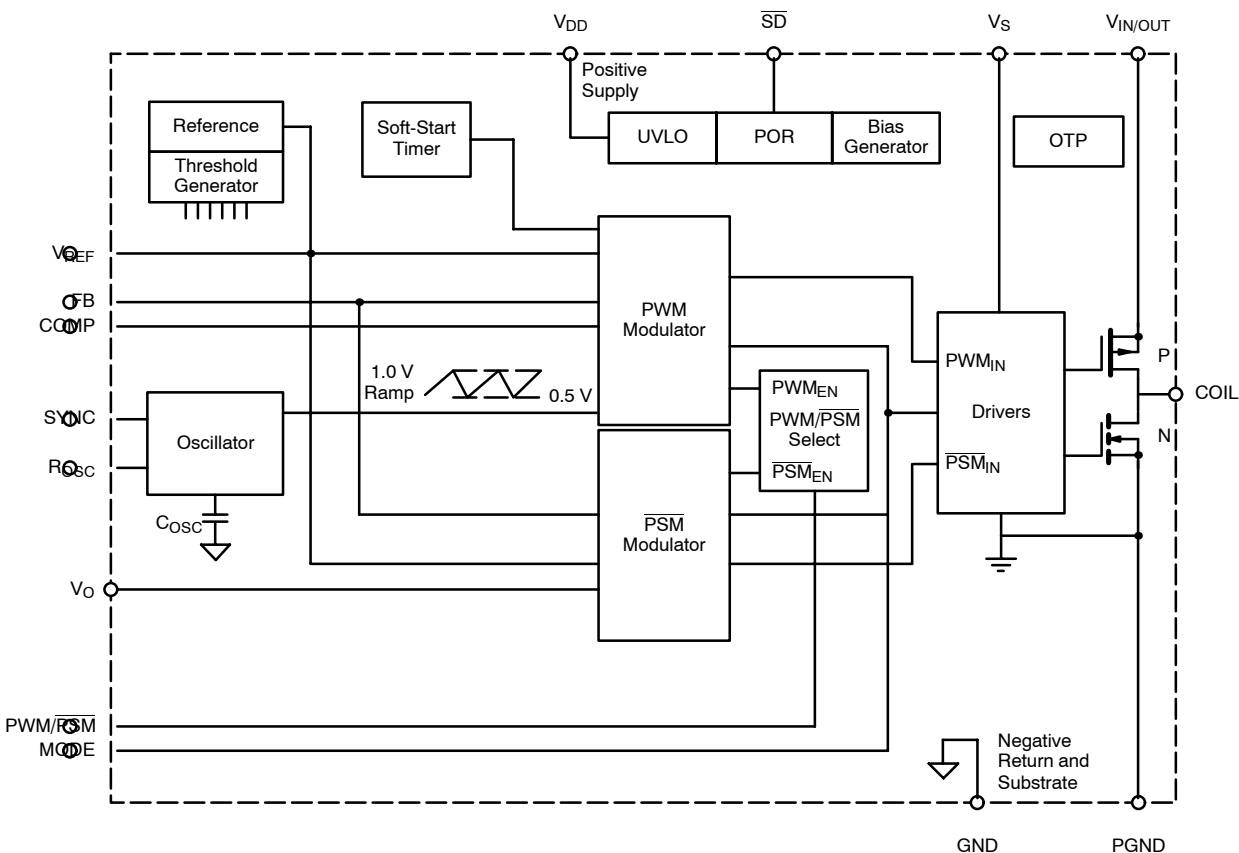 VDD
SD
VS
VIN/OUT
Positive
Supply
Reference
Threshold
Generator
Soft-Start
Timer
UVLO
POR
Bias
Generator
OTP
VREF
FB
COMP
PWM
Modulator
1.0 V
Ramp
0.5 V
PWMEN
PWM/PSM
Select
PSMEN
PWMIN
Drivers
PSMIN
P
N
COIL
SYNC
ROSC
Oscillator
COSC
PSM
Modulator
VO
PWM/PSM
MODE
Negative
Return and
Substrate
GND
PGND